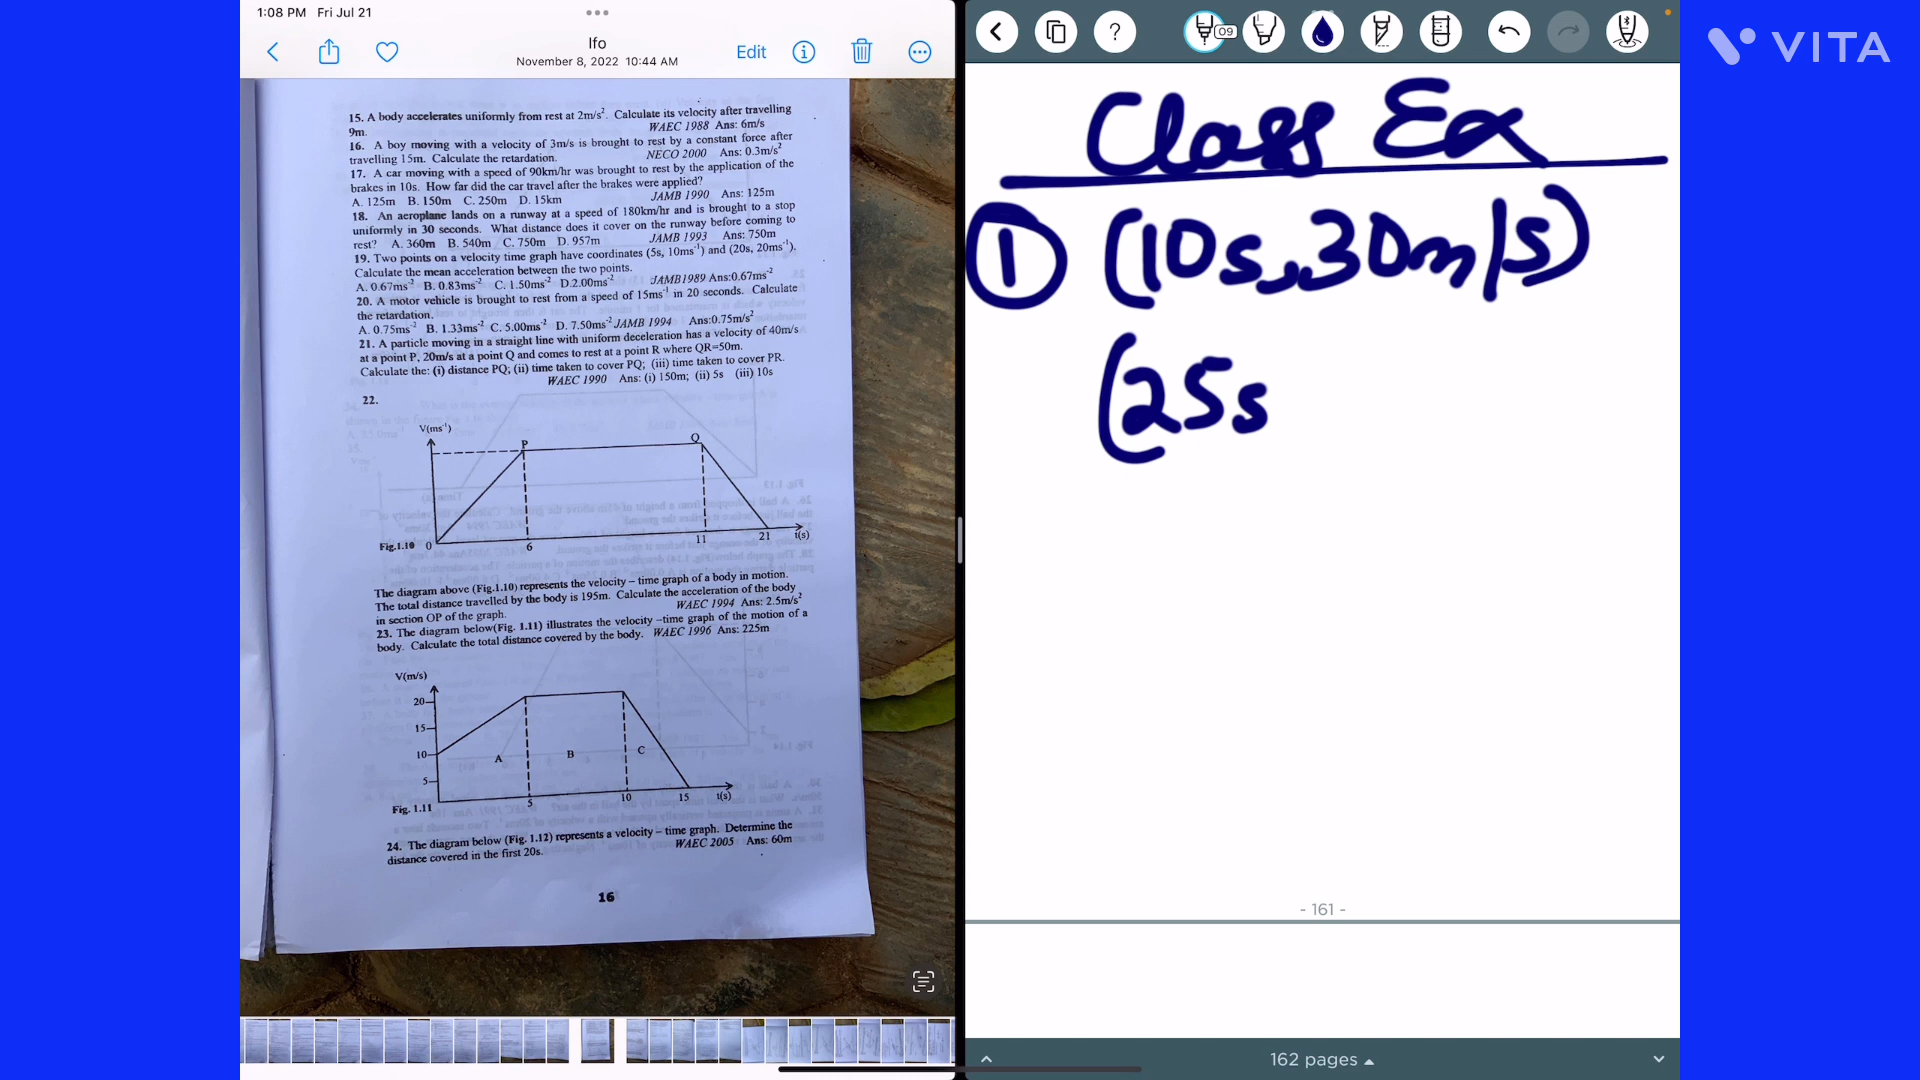 1:08 PM Fri Jul 21
Ifo
November 8, 2022 10:44 AM
Edit
15. A body accelerates uniformly from rest at 2m/s². Calculate its velocity after travelling
9m. WAEC 1988 Ans: 6m/s
16. A boy moving with a velocity of 3m/s is brought to rest by a constant force after
travelling 15m. Calculate the retardation. NECO 2000 Ans: 0.3m/s²
17. A car moving with a speed of 90km/hr was brought to rest by the application of the
brakes in 10s. How far did the car travel after the brakes were applied?
A. 125m B. 150m C. 250m D. 15km JAMB 1990 Ans: 125m
18. An aeroplane lands on a runway at a speed of 180km/hr and is brought to a stop
uniformly in 30 seconds. What distance does it cover on the runway before coming to
rest? A. 360m B. 540m C. 750m D. 957m JAMB 1993 Ans: 750m
19. Two points on a velocity time graph have coordinates (5s, 10ms⁻¹) and (20s, 20ms⁻¹).
Calculate the mean acceleration between the two points.
A. 0.67ms⁻² B. 0.83ms⁻² C. 1.50ms⁻² D.2.00ms⁻² JAMB1989 Ans:0.67ms⁻²
20. A motor vehicle is brought to rest from a speed of 15ms⁻¹ in 20 seconds. Calculate
the retardation.
A. 0.75ms⁻² B. 1.33ms⁻² C. 5.00ms⁻² D. 7.50ms⁻² JAMB 1994 Ans:0.75m/s²
21. A particle moving in a straight line with uniform deceleration has a velocity of 40m/s
at a point P, 20m/s at a point Q and comes to rest at a point R where QR=50m.
Calculate the: (i) distance PQ; (ii) time taken to cover PQ; (iii) time taken to cover PR.
WAEC 1990 Ans: (i) 150m; (ii) 5s (iii) 10s
22.
V(ms⁻¹)
P Q
Fig.1.10 0 6 11 21 t(s)
The diagram above (Fig.1.10) represents the velocity – time graph of a body in motion.
The total distance travelled by the body is 195m. Calculate the acceleration of the body
in section OP of the graph. WAEC 1994 Ans: 2.5m/s²
23. The diagram below(Fig. 1.11) illustrates the velocity –time graph of the motion of a
body. Calculate the total distance covered by the body. WAEC 1996 Ans: 225m
V(m/s)
20
15
10
A B C
5
Fig. 1.11 5 10 15 t(s)
24. The diagram below (Fig. 1.12) represents a velocity – time graph. Determine the
distance covered in the first 20s. WAEC 2005 Ans: 60m
16
?
09
Class Ex
1 (10s,30m/s)
(25s
- 161 -
162 pages
VITA